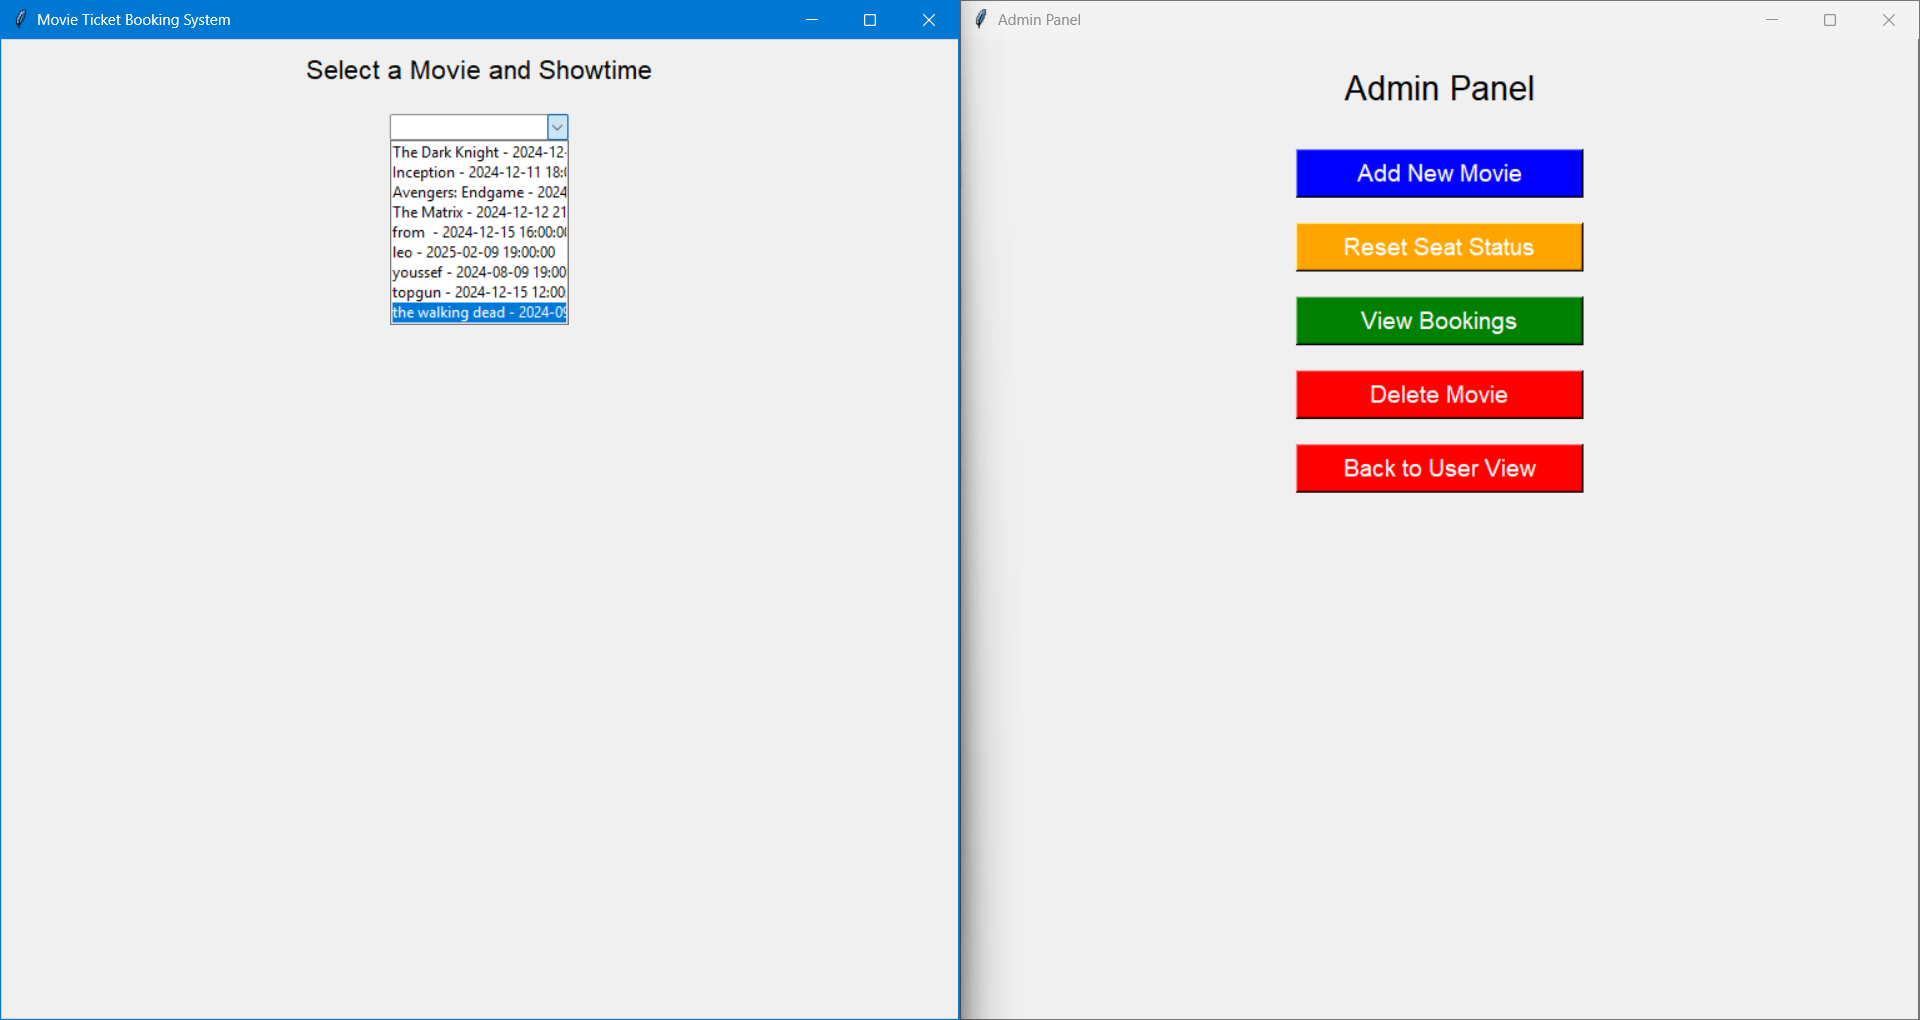 Movie Ticket Booking System
Select a Movie and Showtime
The Dark Knight - 2024-12-
Inception - 2024-12-11 18:0
Avengers: Endgame - 2024
The Matrix - 2024-12-12 21
from  - 2024-12-15 16:00:00
leo - 2025-02-09 19:00:00
youssef - 2024-08-09 19:00
topgun - 2024-12-15 12:00:
the walking dead - 2024-09
Admin Panel
Admin Panel
Add New Movie
Reset Seat Status
View Bookings
Delete Movie
Back to User View